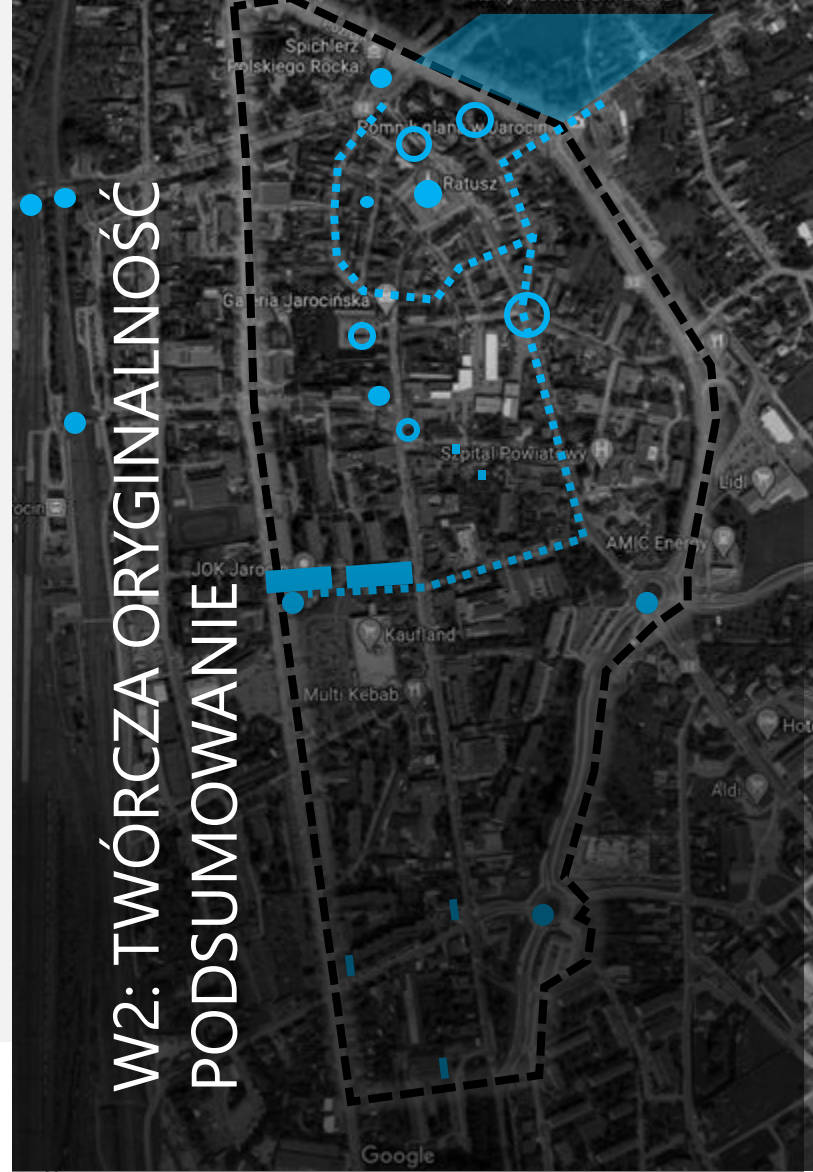 W2: TWÓRCZA ORYGINALNOŚĆ
PODSUMOWANIE
Spichlerz
Polskiego Rocka
Ratusz
Galeria Jarocińska
Szpital Powiatowy
Lidl
AMIC Energy
JOK
Kaufland
Multi Kebab
Aldi
Google